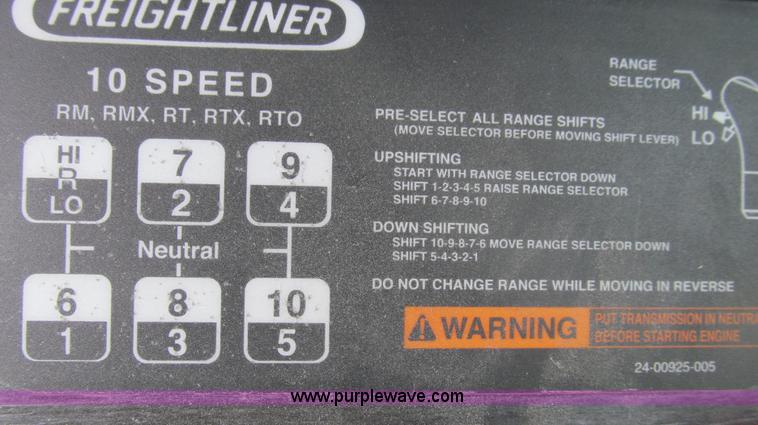 FREIGHTLINER
10 SPEED
RM, RMX, RT, RTX, RTO
HI
R
LO
7
2
9
4
Neutral
6
1
8
3
10
5
RANGE
SELECTOR
HI
LO
PRE-SELECT ALL RANGE SHIFTS
(MOVE SELECTOR BEFORE MOVING SHIFT LEVER)
UPSHIFTING
START WITH RANGE SELECTOR DOWN
SHIFT 1-2-3-4-5 RAISE RANGE SELECTOR
SHIFT 6-7-8-9-10
DOWN SHIFTING
SHIFT 10-9-8-7-6 MOVE RANGE SELECTOR DOWN
SHIFT 5-4-3-2-1
DO NOT CHANGE RANGE WHILE MOVING IN REVERSE
WARNING
PUT TRANSMISSION IN NEUTRA
BEFORE STARTING ENGINE
24-00925-005
www.purplewave.com